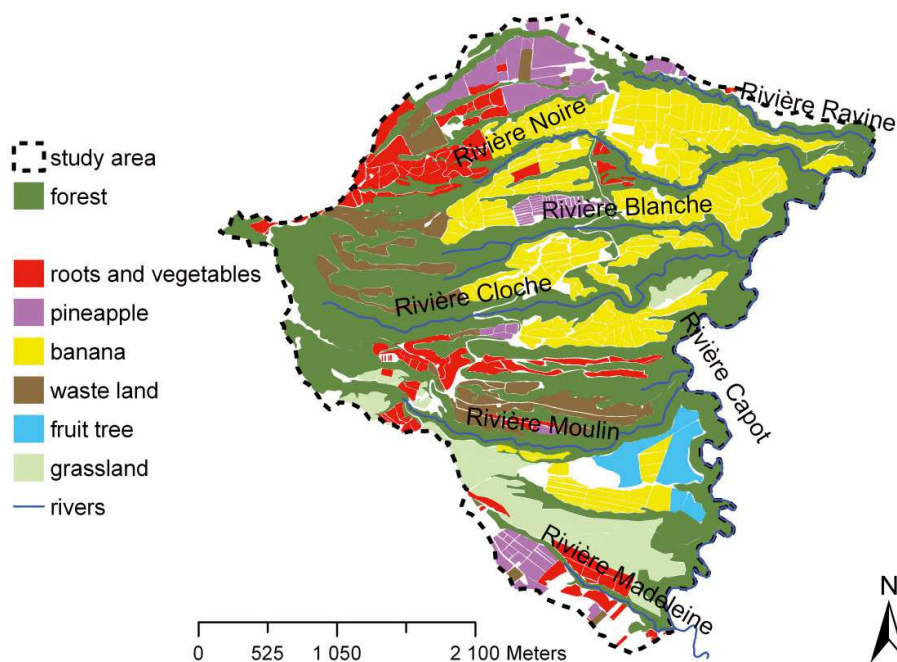 study area
forest
roots and vegetables
pineapple
banana
waste land
fruit tree
grassland
rivers
Rivière Ravine
Rivière Noire
Rivière Blanche
Rivière Cloche
Rivière Capot
Rivière Moulin
Rivière Madeleine
N
0 525 1 050 2 100 Meters